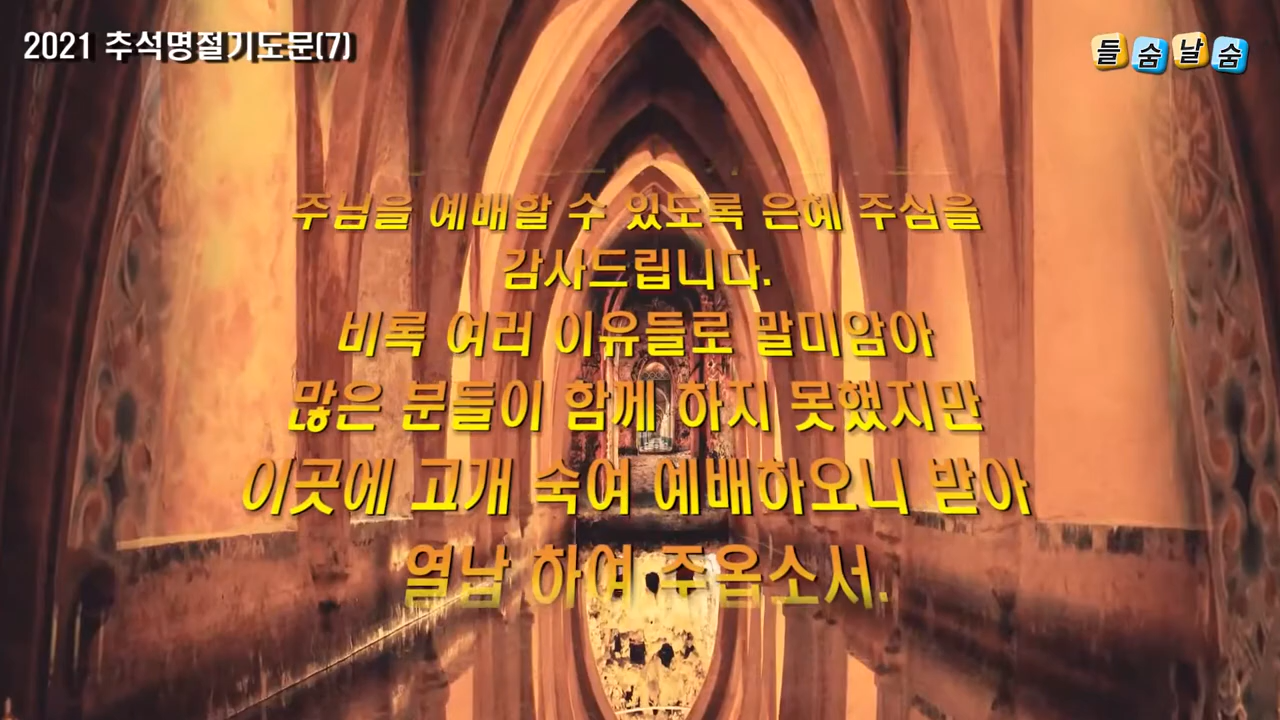 2021 추석명절기도문(7)
들숨날숨
주님을 예배할 수 있도록 은혜 주심을
감사드립니다.
비록 여러 이유들로 말미암아
많은 분들이 함께 하지 못했지만
이곳에 고개 숙여 예배하오니 받아
열납 하여 주옵소서.